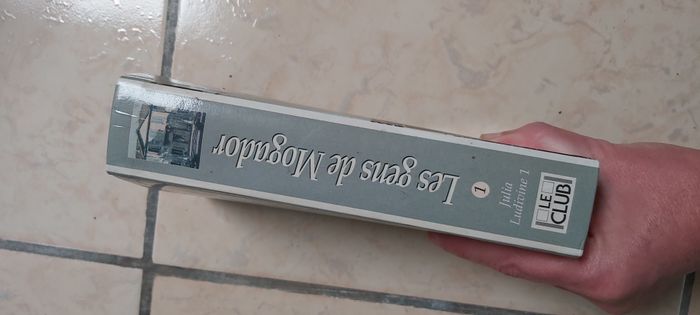 Les gens de Mogador
1
Julia
Ludivine 1
LE
CLUB